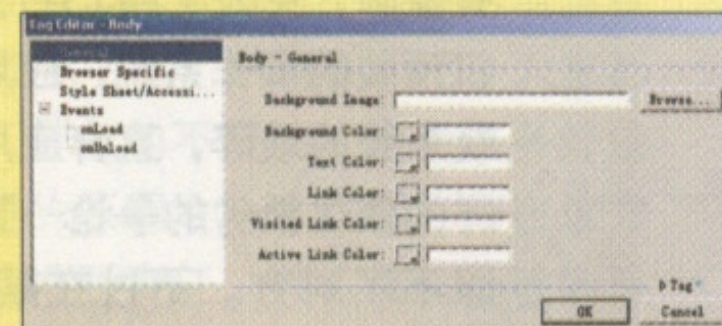 Tag Editor - Body
General
Browser Specific
Style Sheet/Accessi...
Events
onLoad
onUnload
Body - General
Background Image:
Browse...
Background Color:
Text Color:
Link Color:
Visited Link Color:
Active Link Color:
Tag
OK
Cancel